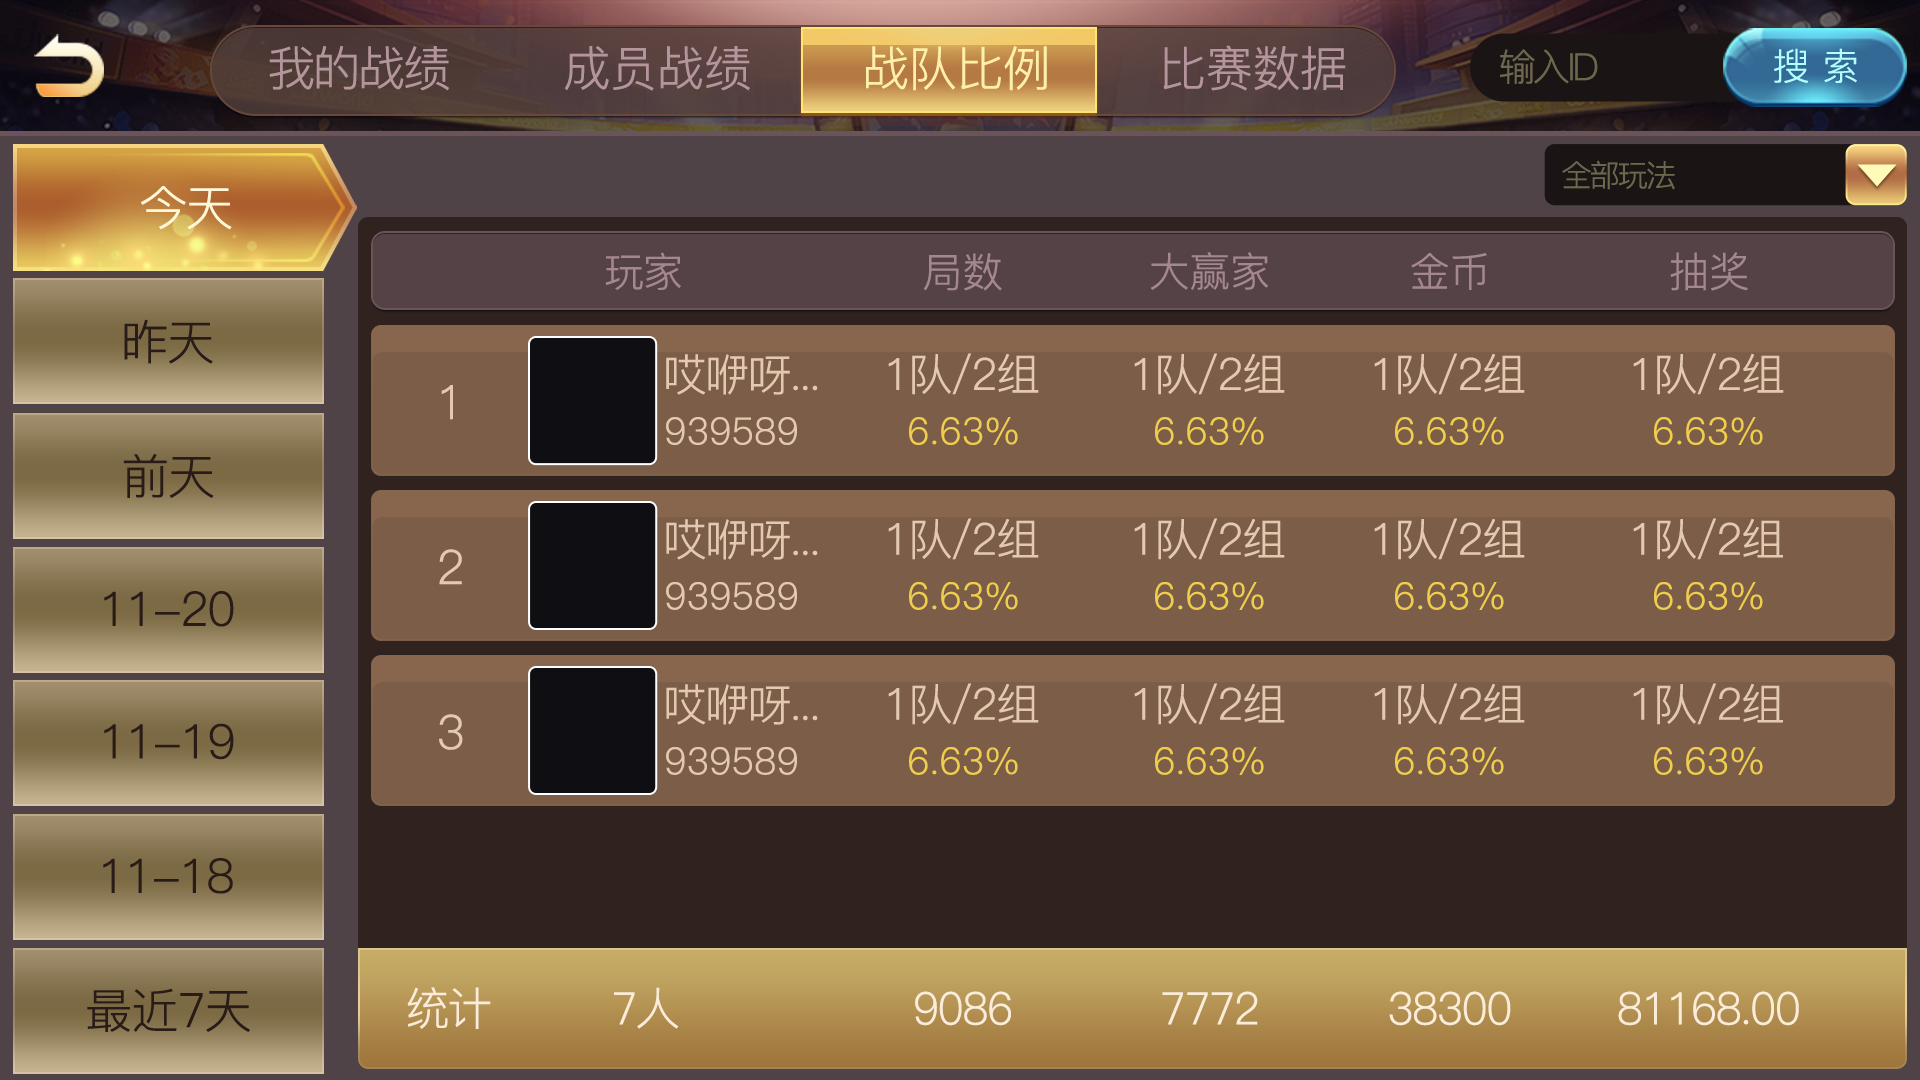 我的战绩 成员战绩 战队比例 比赛数据 输入ID 搜索
全部玩法
今天
昨天
前天
11-20
11-19
11-18
最近7天
玩家 局数 大赢家 金币 抽奖
1 哎咿呀... 1队/2组 1队/2组 1队/2组 1队/2组
939589 6.63% 6.63% 6.63% 6.63%
2 哎咿呀... 1队/2组 1队/2组 1队/2组 1队/2组
939589 6.63% 6.63% 6.63% 6.63%
3 哎咿呀... 1队/2组 1队/2组 1队/2组 1队/2组
939589 6.63% 6.63% 6.63% 6.63%
统计 7人 9086 7772 38300 81168.00